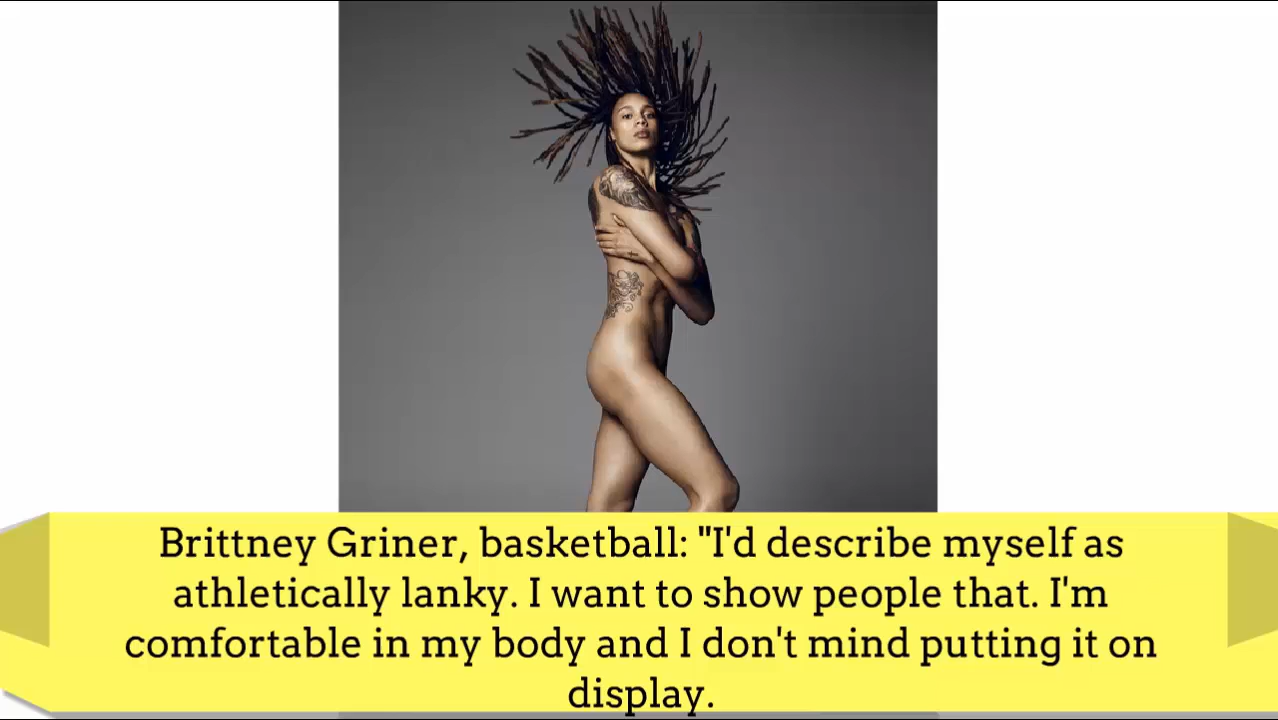 Brittney Griner, basketball: "I'd describe myself as
athletically lanky. I want to show people that. I'm
comfortable in my body and I don't mind putting it on
display.